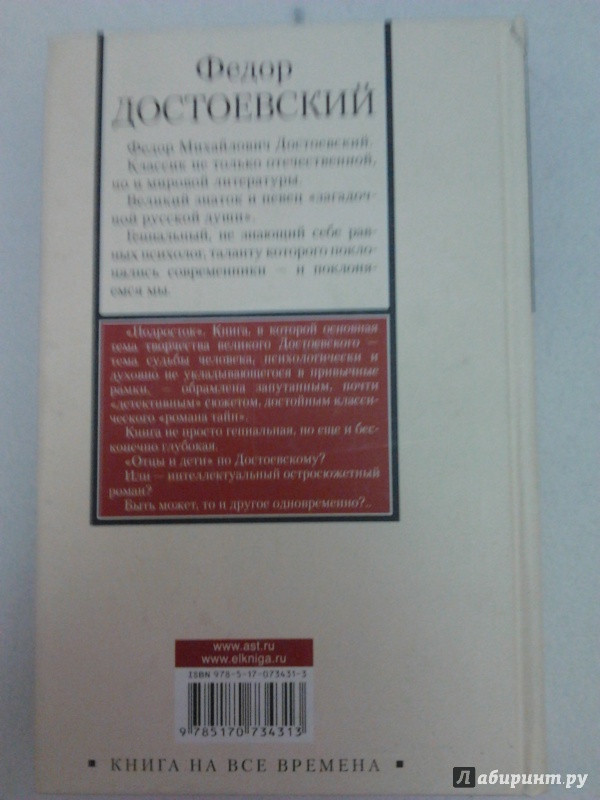 Федор
ДОСТОЕВСКИЙ
Федор Михайлович Достоевский.
Классик не только отечественной,
но и мировой литературы.
Великий знаток и певец «загадоч-
ной русской души».
Гениальный, не знающий себе рав-
ных психолог, таланту которого покло-
нялись современники — и поклоня-
емся мы.
«Подросток». Книга, в которой основная
тема творчества великого Достоевского —
тема судьбы человека, психологически и
духовно не укладывающегося в привычные
рамки, — обрамлена запутанным, почти
«детективным» сюжетом, достойным класси-
ческого «романа тайн».
Книга не просто гениальная, но еще и бес-
конечно глубокая.
«Отцы и дети» по Достоевскому?
Или — интеллектуальный остросюжетный
роман?
Быть может, то и другое одновременно?..
www.ast.ru
www.elkniga.ru
ISBN 978-5-17-073431-3
9 785170 734313
КНИГА НА ВСЕ ВРЕМЕНА
Лабиринт.ру